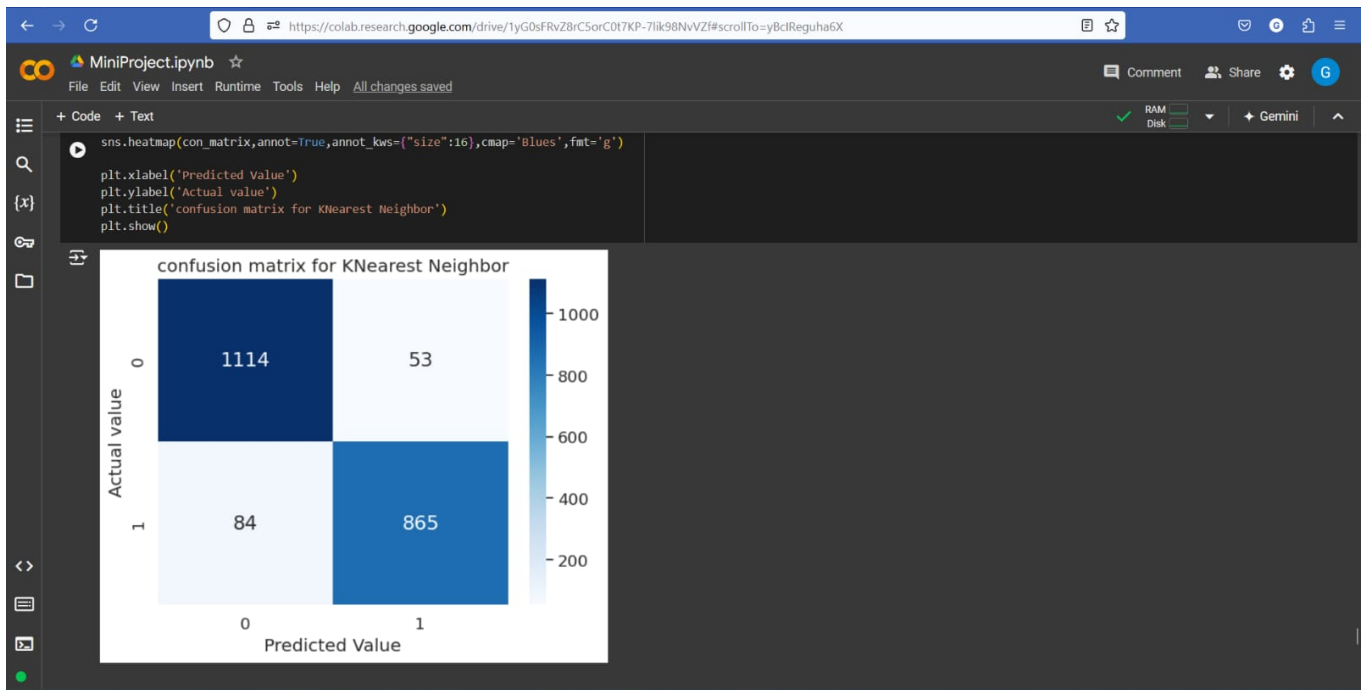 https://colab.research.google.com/drive/1yG0sFRvZ8rC5orC0t7KP-7lik98NvVZf#scrollTo=yBcIReguha6X
G
CO
MiniProject.ipynb
File Edit View Insert Runtime Tools Help All changes saved
Comment Share G
+ Code + Text
RAM
Disk
Gemini
sns.heatmap(con_matrix,annot=True,annot_kws={"size":16},cmap='Blues',fmt='g')
plt.xlabel('Predicted Value')
plt.ylabel('Actual value')
plt.title('confusion matrix for KNearest Neighbor')
plt.show()
{x}
confusion matrix for KNearest Neighbor
1000
800
600
400
200
Actual value
0
1114 53
1
84 865
0 1
Predicted Value